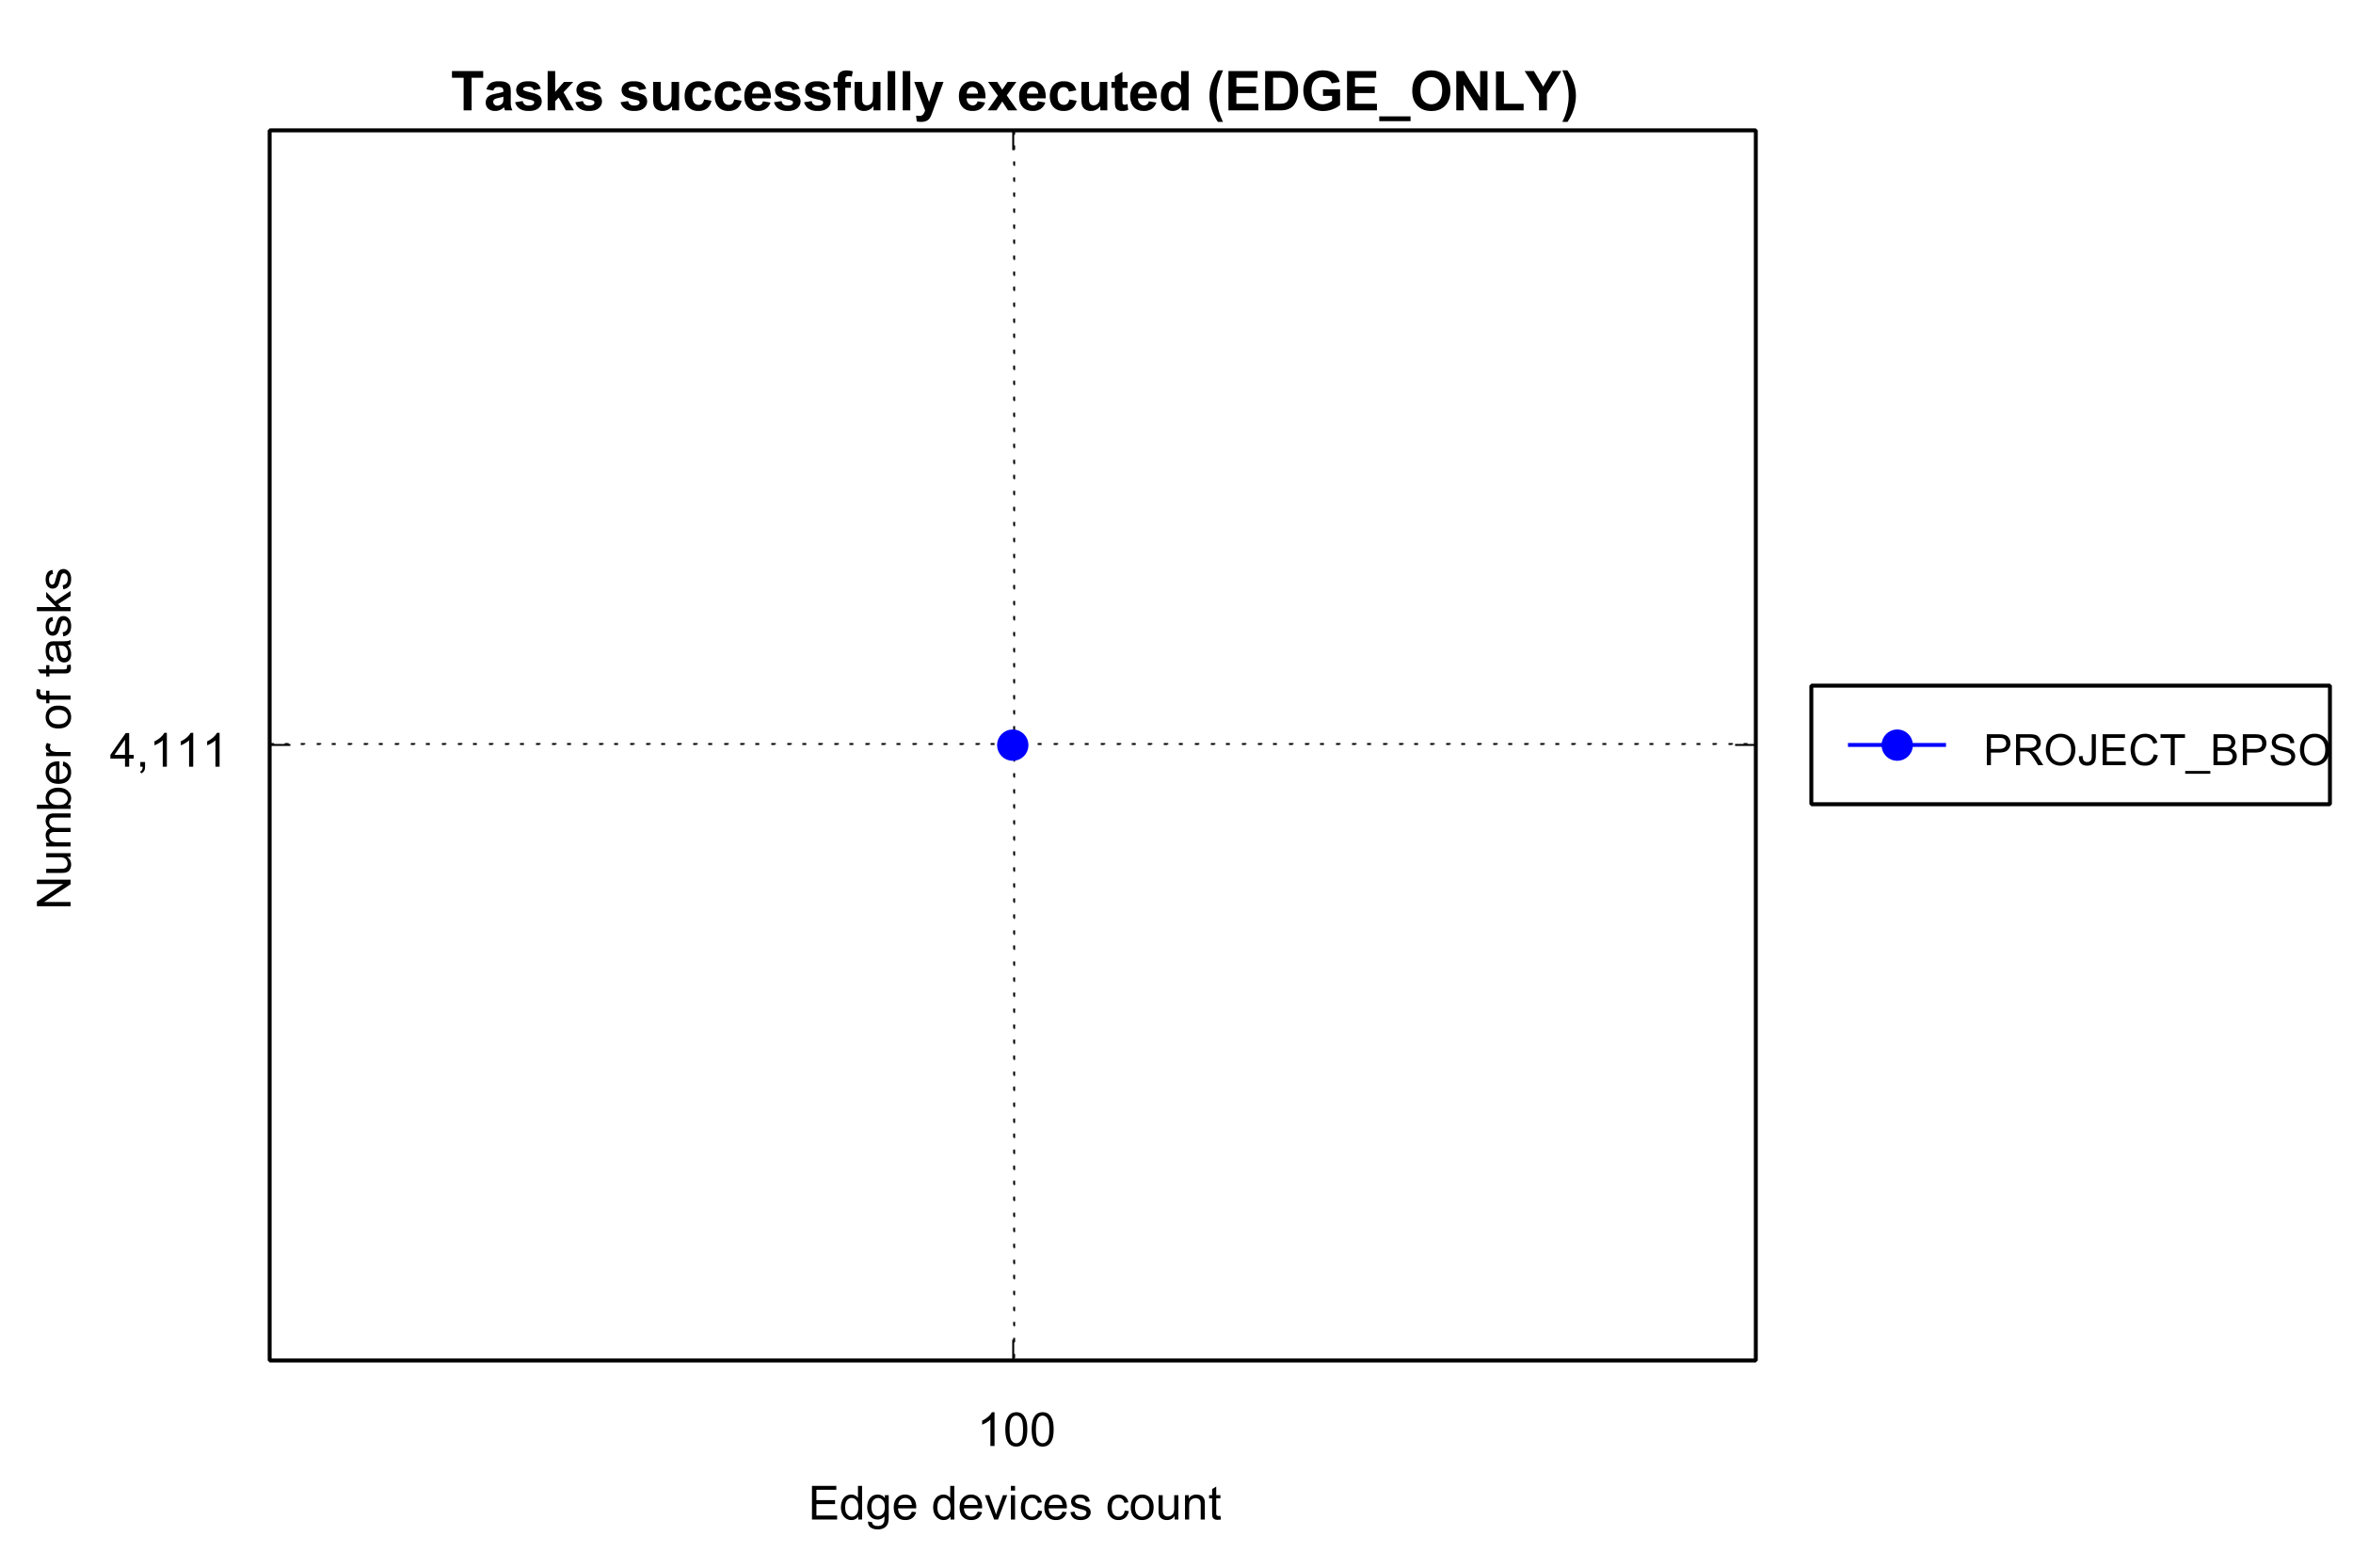 Tasks successfully executed (EDGE_ONLY)
Number of tasks
4,111
PROJECT_BPSO
100
Edge devices count